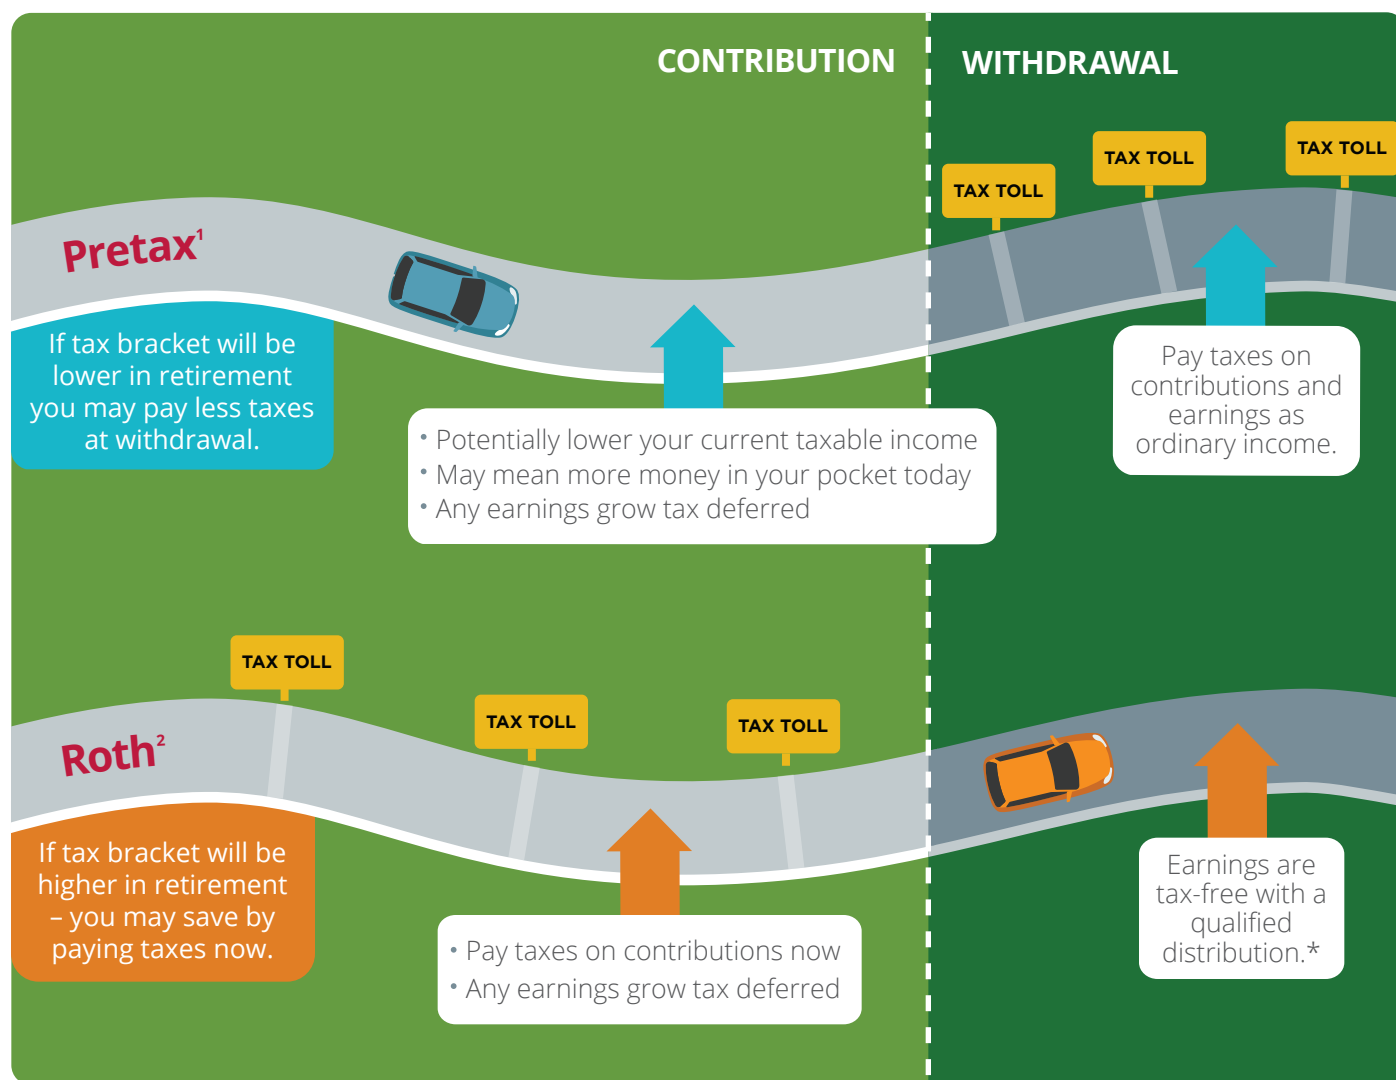 CONTRIBUTION
WITHDRAWAL
TAX TOLL
TAX TOLL
TAX TOLL
Pretax¹
If tax bracket will be
lower in retirement
you may pay less taxes
at withdrawal.
• Potentially lower your current taxable income
• May mean more money in your pocket today
• Any earnings grow tax deferred
Pay taxes on
contributions and
earnings as
ordinary income.
TAX TOLL
TAX TOLL
TAX TOLL
Roth²
If tax bracket will be
higher in retirement
– you may save by
paying taxes now.
• Pay taxes on contributions now
• Any earnings grow tax deferred
Earnings are
tax-free with a
qualified
distribution.*